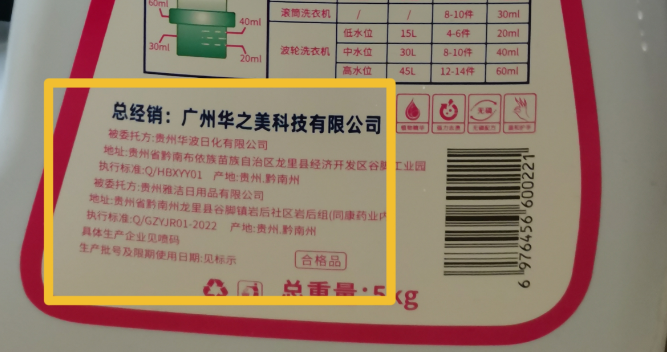 60ml
40ml
30ml
20ml
滚筒洗衣机 / / 8-10件 30ml
波轮洗衣机
低水位 15L 4-6件 20ml
中水位 30L 8-10件 40ml
高水位 45L 12-14件 60ml
总经销：广州华之美科技有限公司
被委托方:贵州华波日化有限公司
地址:贵州省黔南布依族苗族自治区龙里县经济开发区谷脚工业园
执行标准:Q/HBXYY01 产地:贵州.黔南州
被委托方:贵州雅洁日用品有限公司
地址:贵州省黔南州龙里县谷脚镇岩后社区岩后组(同康药业内
执行标准:Q/GZYJR01-2022 产地:贵州.黔南州
具体生产企业见喷码
生产批号及限期使用日期:见标示
合格品
总重量:5kg
无磷配方
6 976456 600221